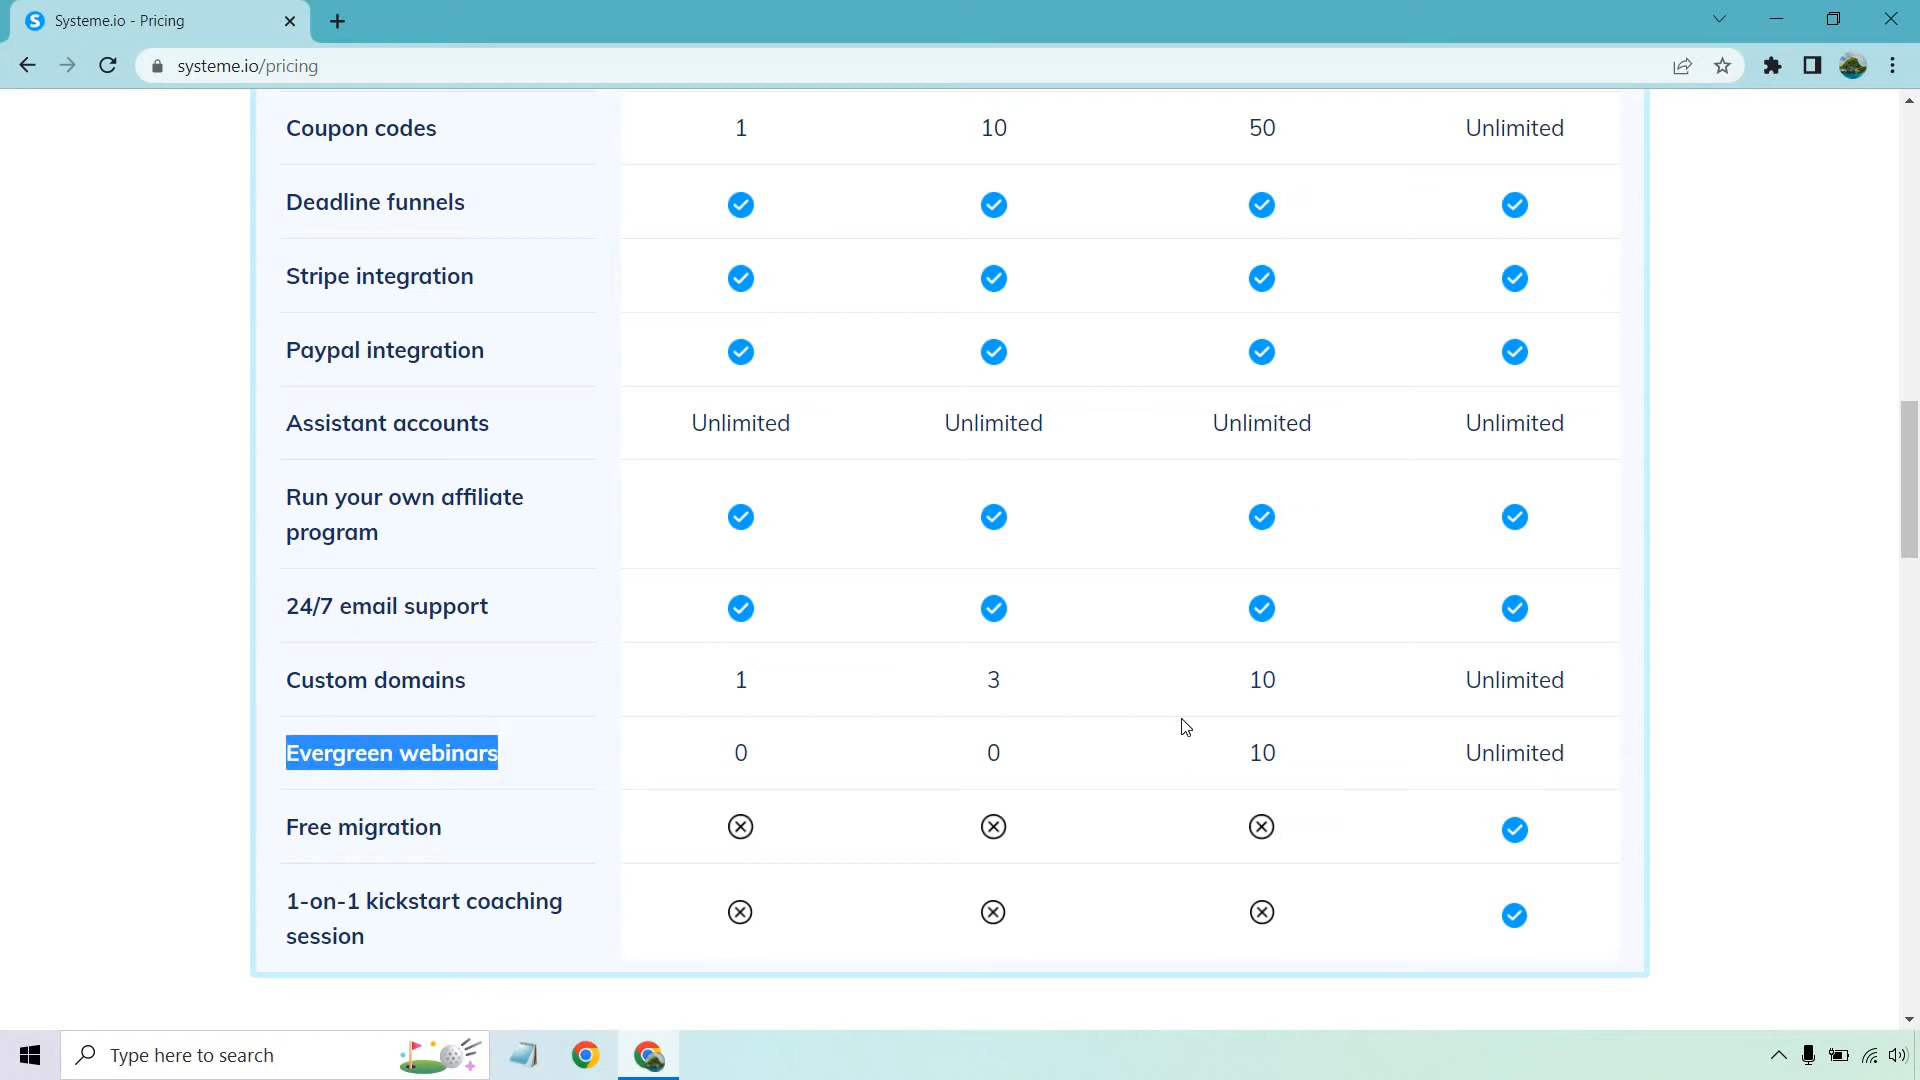 Systeme.io - Pricing
systeme.io/pricing
Coupon codes 1 10 50 Unlimited
Deadline funnels
Stripe integration
Paypal integration
Assistant accounts Unlimited Unlimited Unlimited Unlimited
Run your own affiliate
program
24/7 email support
Custom domains 1 3 10 Unlimited
Evergreen webinars 0 0 10 Unlimited
Free migration
1-on-1 kickstart coaching
session
Type here to search